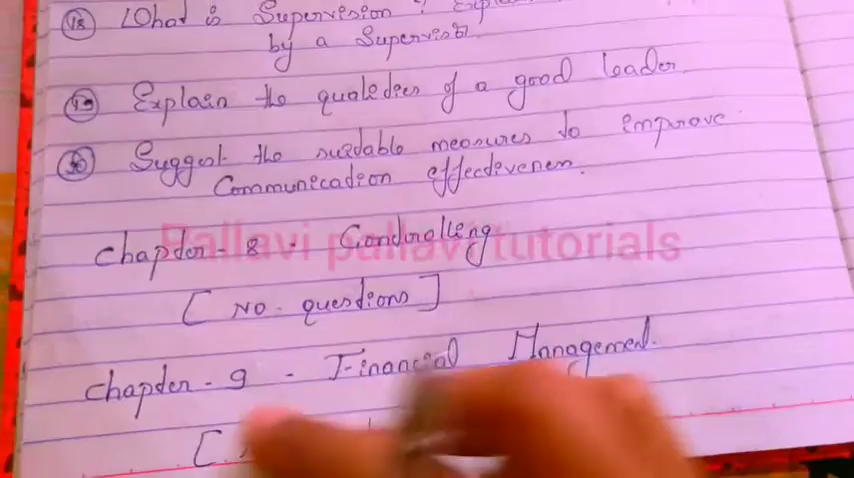 (18) What is Supervision ?
by a Supervisor.
(19) Explain the qualities of a good leader.
(20) Suggest the suitable measures to improve
Communication effectiveness.
Chapter - 8 - Controlling
Pallavi pallavi tutorials
[ No. questions ]
Chapter - 9 - Financial Management.
[